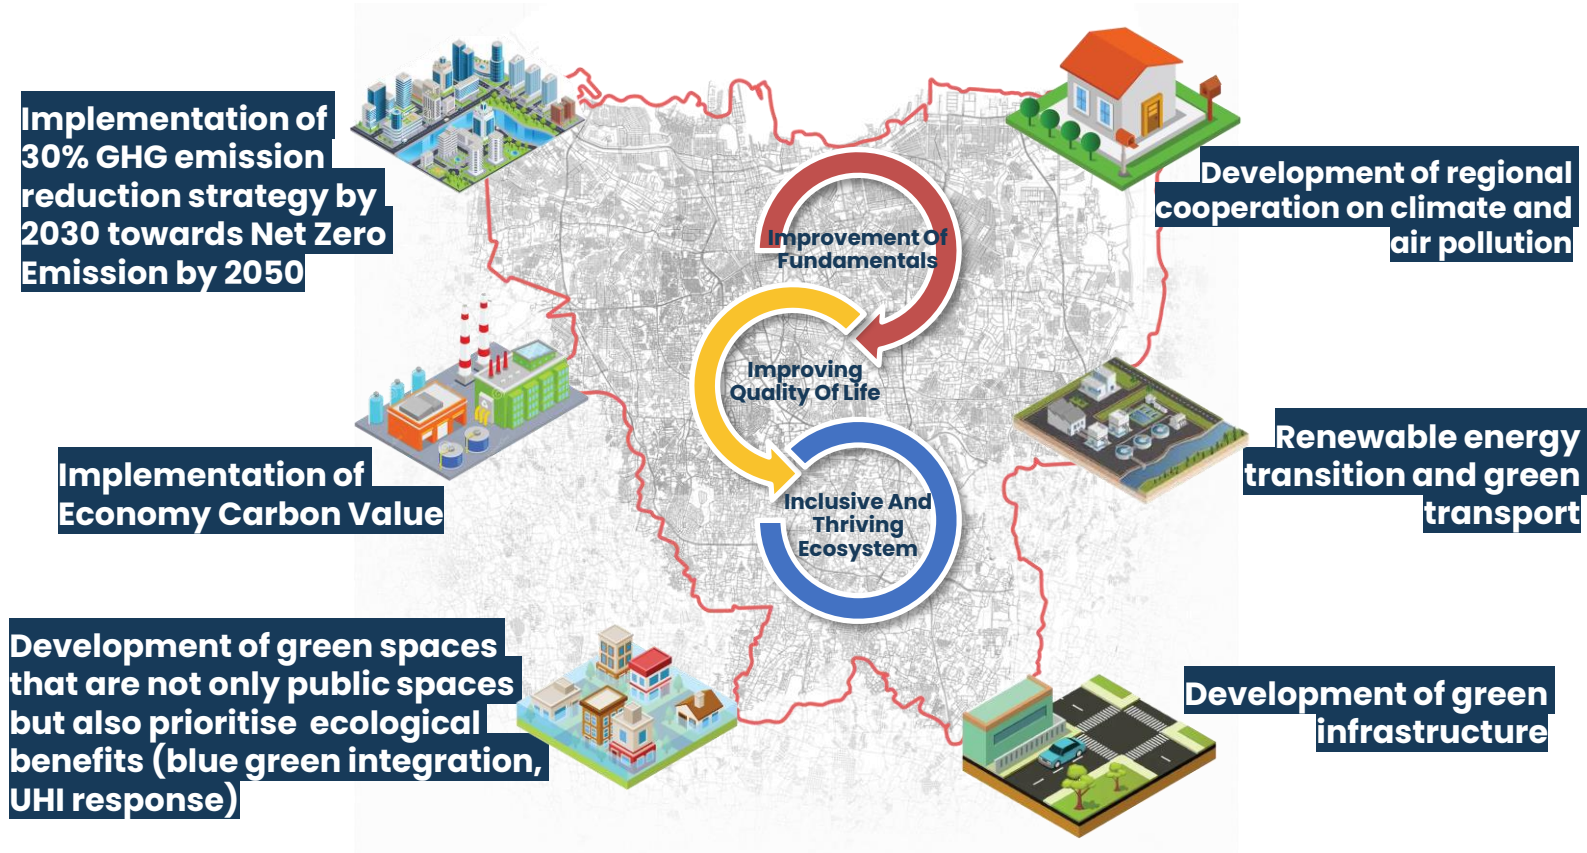 Implementation of
30% GHG emission
reduction strategy by
2030 towards Net Zero
Emission by 2050
Implementation of
Economy Carbon Value
Development of green spaces
that are not only public spaces
but also prioritise ecological
benefits (blue green integration,
UHI response)
Improvement Of
Fundamentals
Improving
Quality Of Life
Inclusive And
Thriving
Ecosystem
Development of regional
cooperation on climate and
air pollution
Renewable energy
transition and green
transport
Development of green
infrastructure